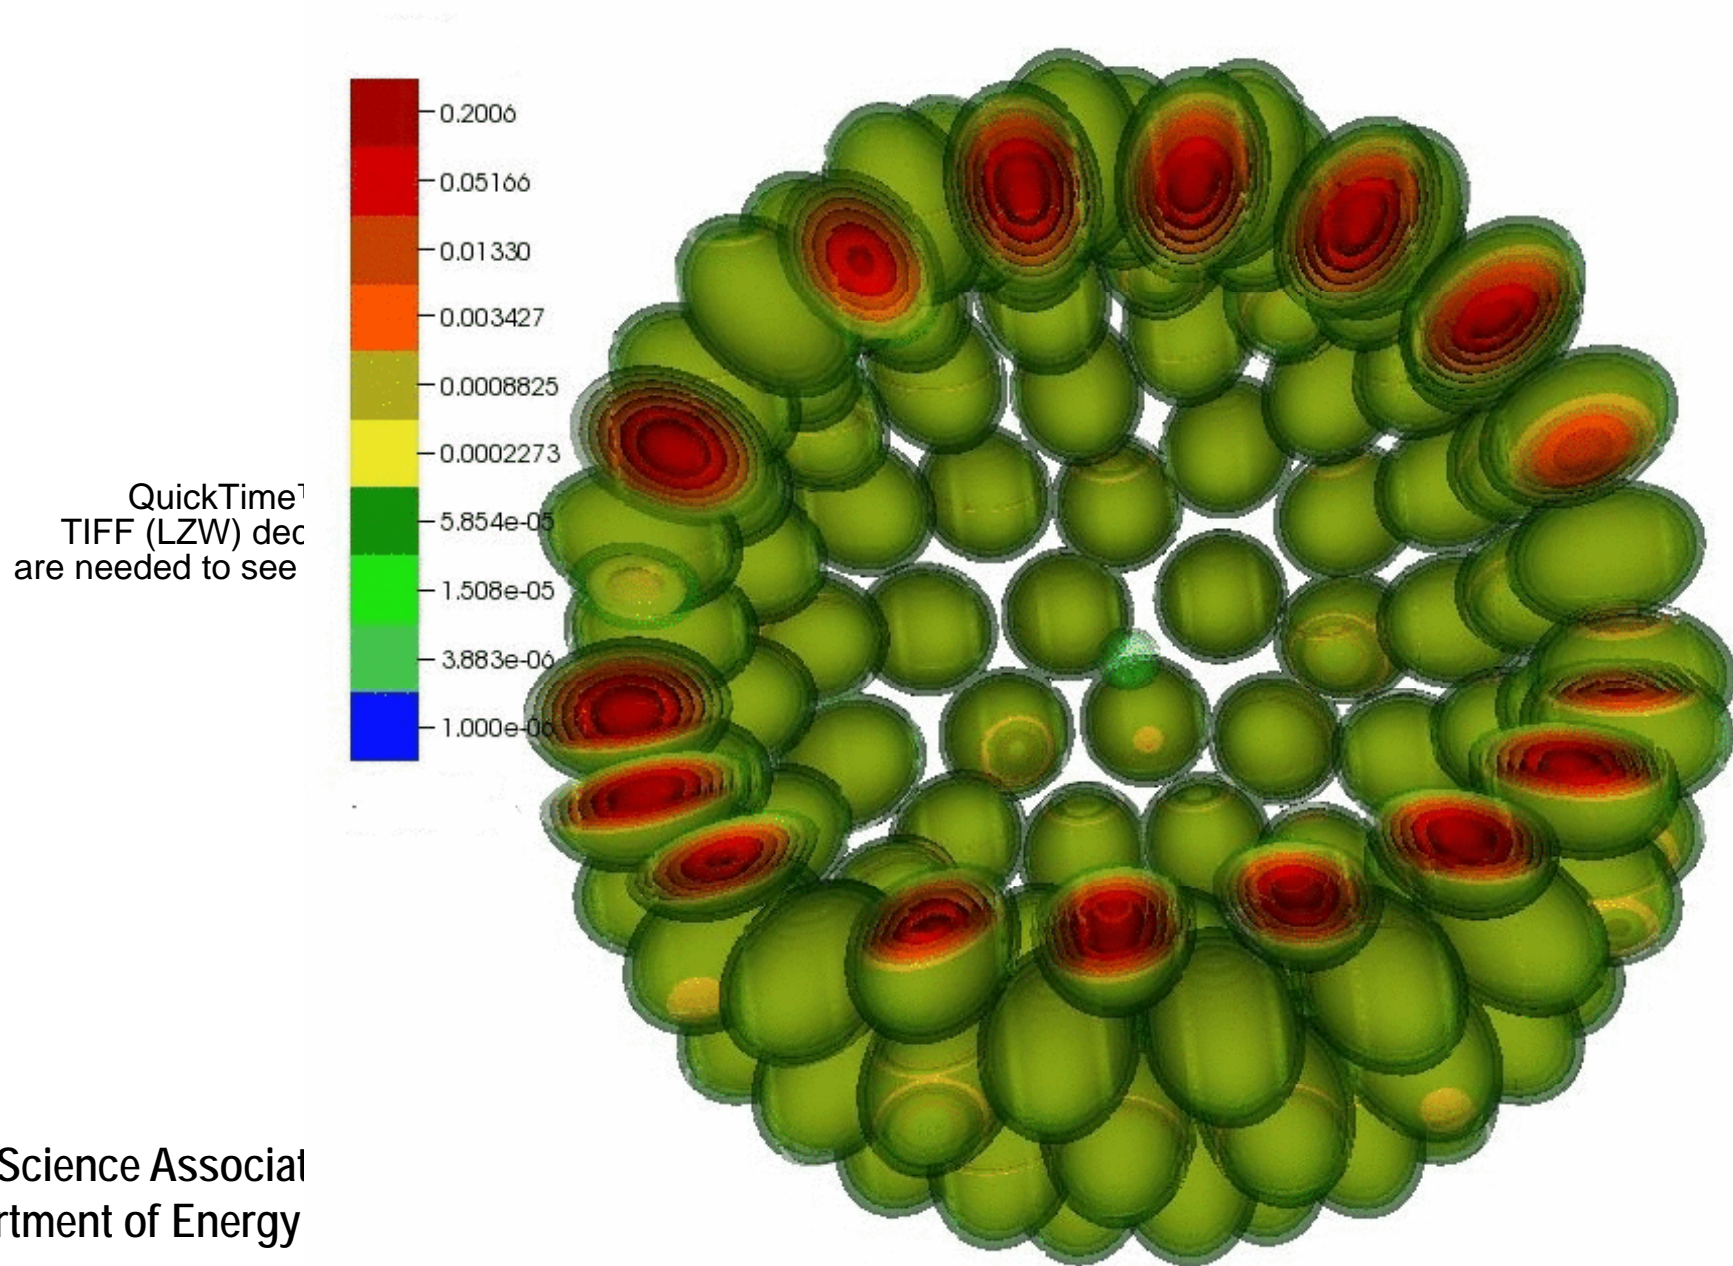 0.2006
0.05166
0.01330
0.003427
0.0008825
0.0002273
5.854e-05
1.508e-05
3.883e-06
1.000e-06
QuickTime
TIFF (LZW) dec
are needed to see
Science Associat
rtment of Energy